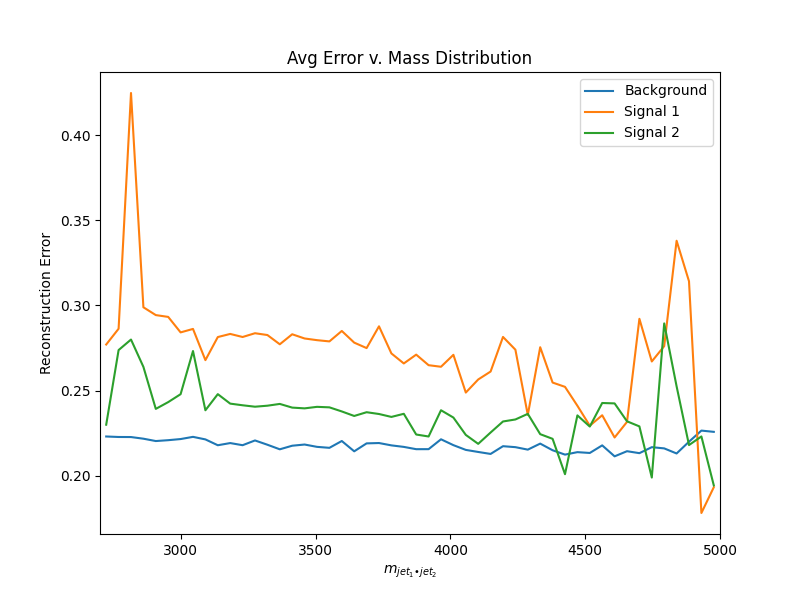 Avg Error v. Mass Distribution
Background
Signal 1
Signal 2
Reconstruction Error
0.40
0.35
0.30
0.25
0.20
3000 3500 4000 4500 5000
m_{jet_1•jet_2}